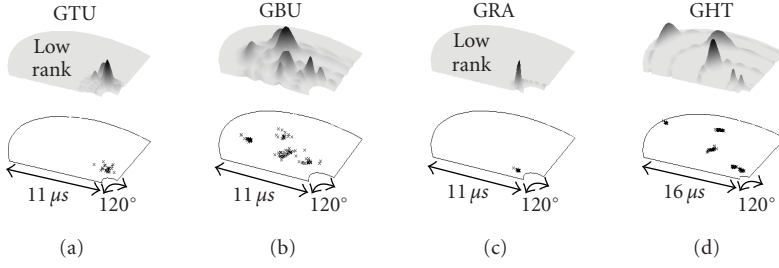 GTU
GBU
GRA
GHT
Low
rank
Low
rank
11 μs
120°
11 μs
120°
11 μs
120°
16 μs
120°
(a)
(b)
(c)
(d)